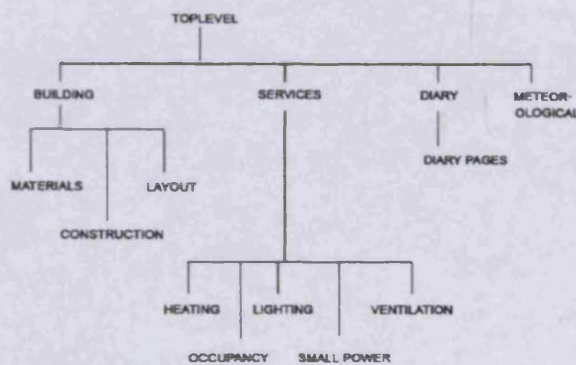 TOPLEVEL
BUILDING
SERVICES
DIARY
METEOR-
OLOGICAL
DIARY PAGES
MATERIALS
LAYOUT
CONSTRUCTION
HEATING
LIGHTING
VENTILATION
OCCUPANCY
SMALL POWER